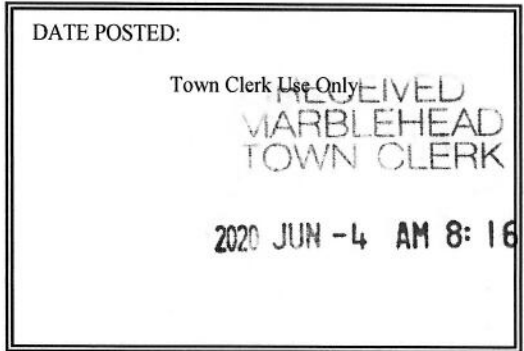 DATE POSTED:
Town Clerk Use Only
RECEIVED
MARBLEHEAD
TOWN CLERK
2020 JUN -4 AM 8: 16